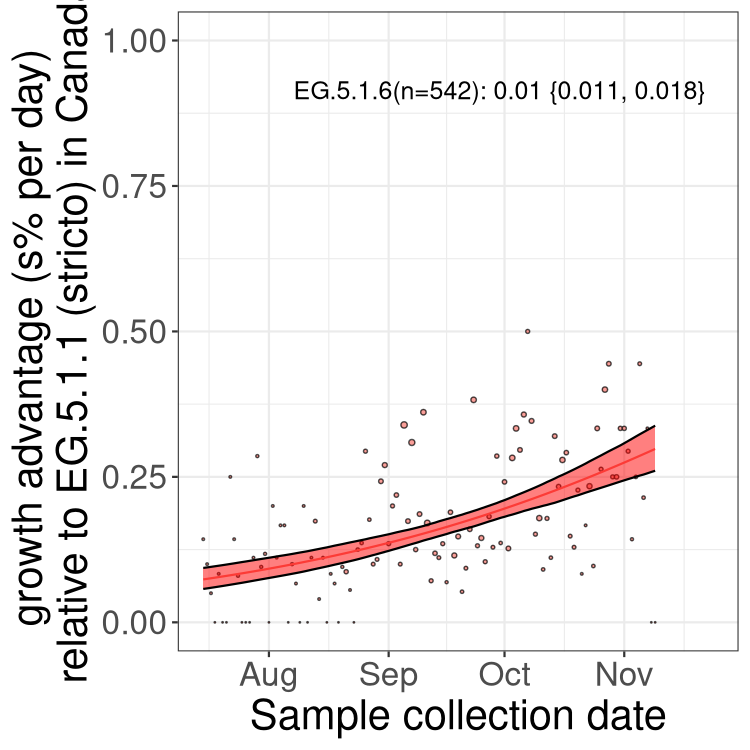 growth advantage (s% per day)
relative to EG.5.1.1 (stricto) in Canada
1.00
0.75
0.50
0.25
0.00
EG.5.1.6(n=542): 0.01 {0.011, 0.018}
Aug Sep Oct Nov
Sample collection date